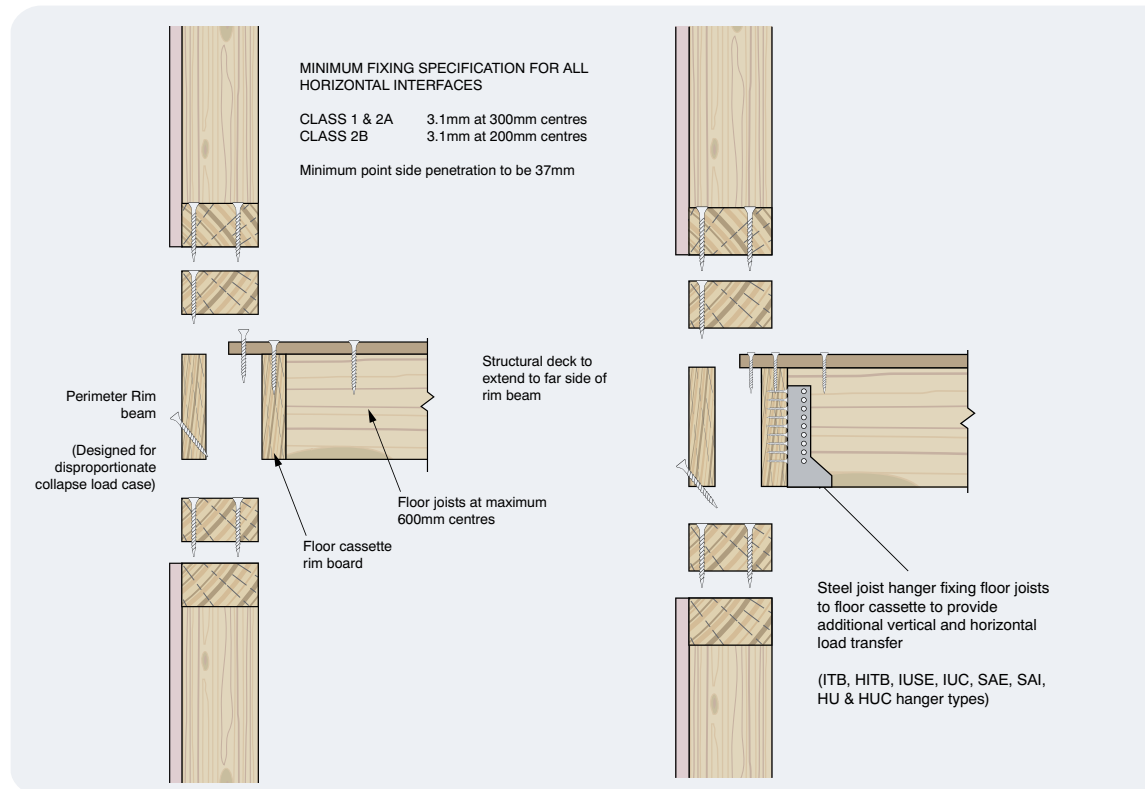 MINIMUM FIXING SPECIFICATION FOR ALL
HORIZONTAL INTERFACES
CLASS 1 & 2A 3.1mm at 300mm centres
CLASS 2B 3.1mm at 200mm centres
Minimum point side penetration to be 37mm
Perimeter Rim
beam
(Designed for
disproportionate
collapse load case)
Structural deck to
extend to far side of
rim beam
Floor joists at maximum
600mm centres
Floor cassette
rim board
Steel joist hanger fixing floor joists
to floor cassette to provide
additional vertical and horizontal
load transfer
(ITB, HITB, IUSE, IUC, SAE, SAI,
HU & HUC hanger types)